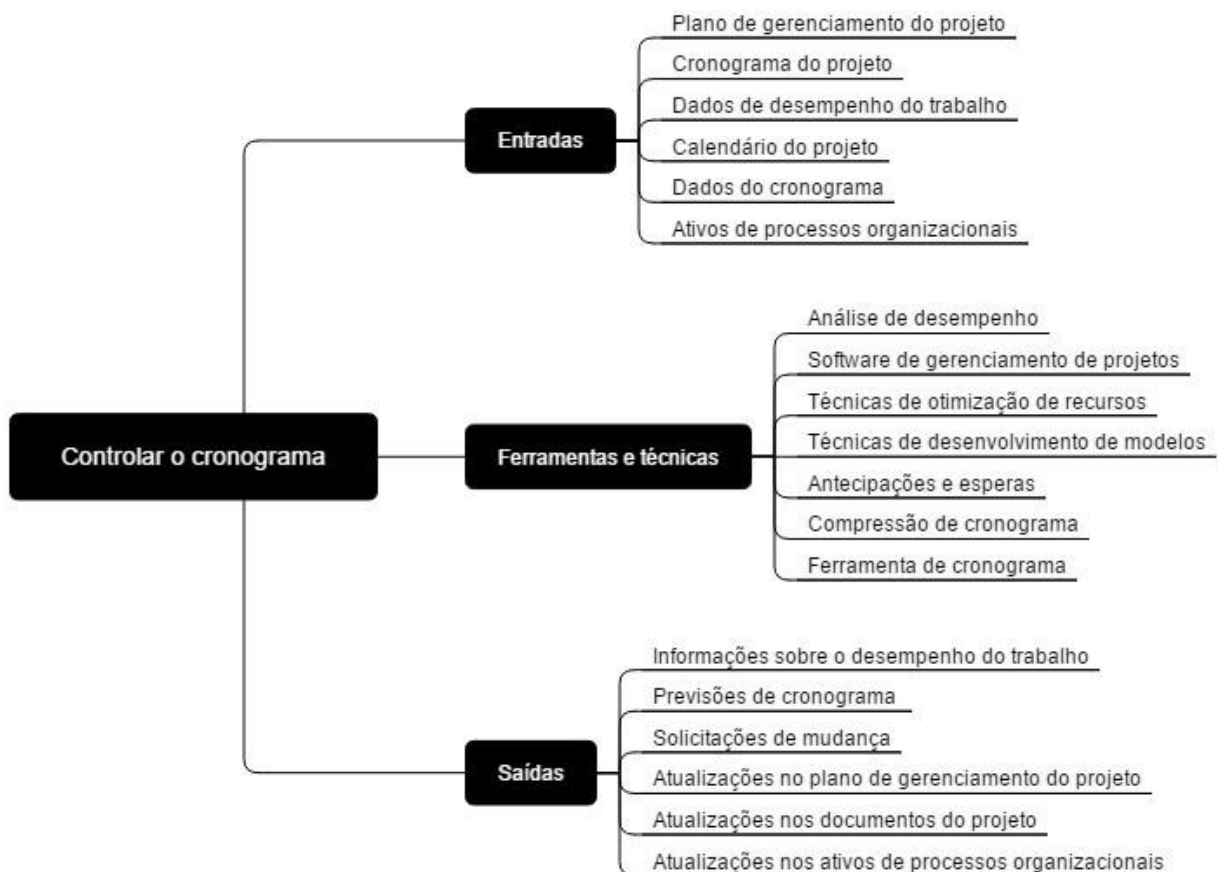 Controlar o cronograma
Entradas
Plano de gerenciamento do projeto
Cronograma do projeto
Dados de desempenho do trabalho
Calendário do projeto
Dados do cronograma
Ativos de processos organizacionais
Ferramentas e técnicas
Análise de desempenho
Software de gerenciamento de projetos
Técnicas de otimização de recursos
Técnicas de desenvolvimento de modelos
Antecipações e esperas
Compressão de cronograma
Ferramenta de cronograma
Saídas
Informações sobre o desempenho do trabalho
Previsões de cronograma
Solicitações de mudança
Atualizações no plano de gerenciamento do projeto
Atualizações nos documentos do projeto
Atualizações nos ativos de processos organizacionais